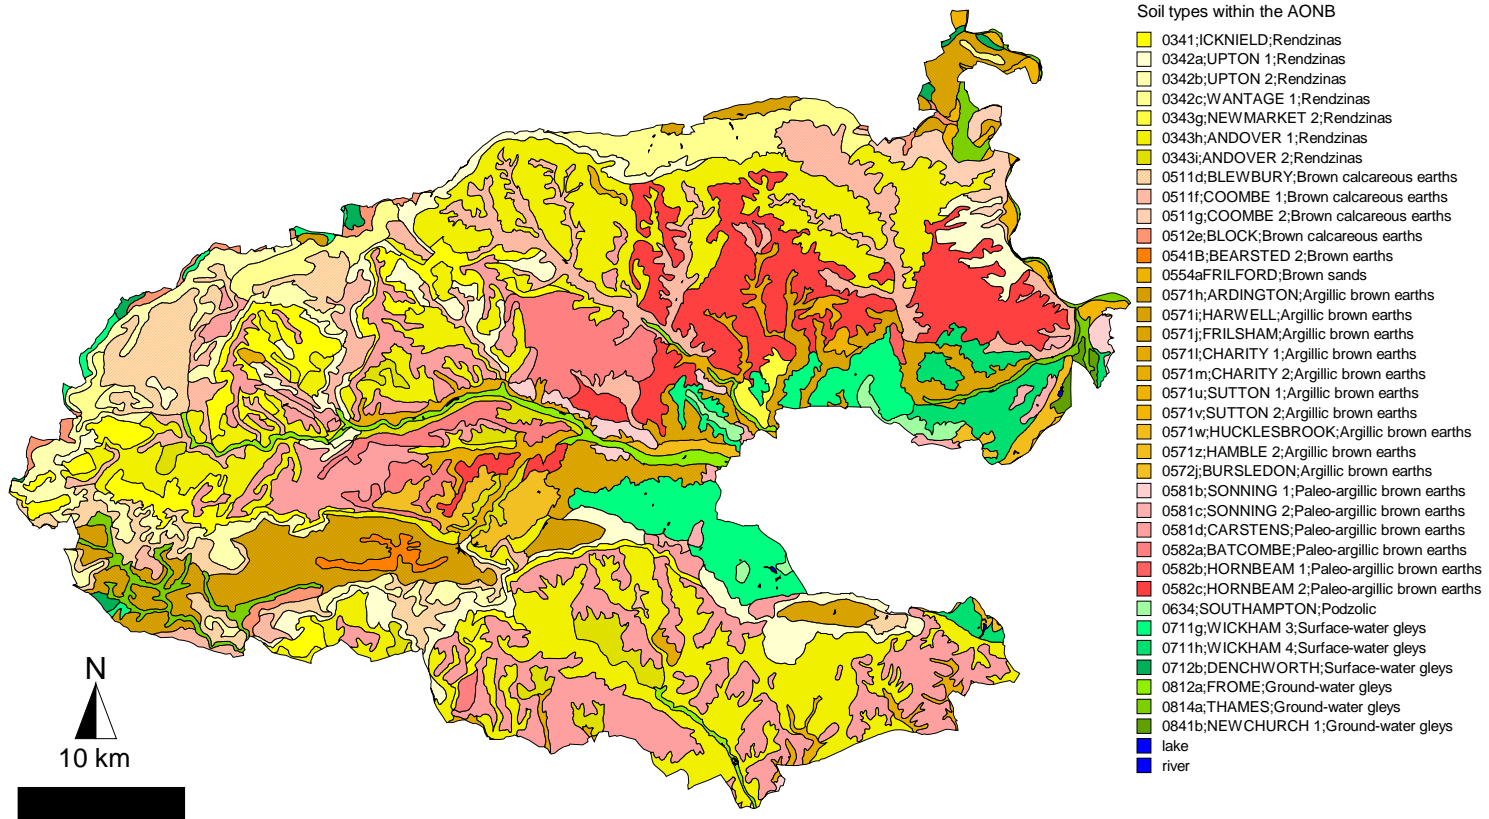 Soil types within the AONB
0341;ICKNIELD;Rendzinas
0342a;UPTON 1;Rendzinas
0342b;UPTON 2;Rendzinas
0342c;WANTAGE 1;Rendzinas
0343g;NEWMARKET 2;Rendzinas
0343h;ANDOVER 1;Rendzinas
0343i;ANDOVER 2;Rendzinas
0511d;BLEWBURY;Brown calcareous earths
0511f;COOMBE 1;Brown calcareous earths
0511g;COOMBE 2;Brown calcareous earths
0512e;BLOCK;Brown calcareous earths
0541B;BEARSTED 2;Brown earths
0554aFRILFORD;Brown sands
0571h;ARDINGTON;Argillic brown earths
0571i;HARWELL;Argillic brown earths
0571j;FRILSHAM;Argillic brown earths
0571l;CHARITY 1;Argillic brown earths
0571m;CHARITY 2;Argillic brown earths
0571u;SUTTON 1;Argillic brown earths
0571v;SUTTON 2;Argillic brown earths
0571w;HUCKLESBROOK;Argillic brown earths
0571z;HAMBLE 2;Argillic brown earths
0572j;BURSLEDON;Argillic brown earths
0581b;SONNING 1;Paleo-argillic brown earths
0581c;SONNING 2;Paleo-argillic brown earths
0581d;CARSTENS;Paleo-argillic brown earths
0582a;BATCOMBE;Paleo-argillic brown earths
0582b;HORNBEAM 1;Paleo-argillic brown earths
0582c;HORNBEAM 2;Paleo-argillic brown earths
0634;SOUTHAMPTON;Podzolic
0711g;WICKHAM 3;Surface-water gleys
0711h;WICKHAM 4;Surface-water gleys
0712b;DENCHWORTH;Surface-water gleys
0812a;FROME;Ground-water gleys
0814a;THAMES;Ground-water gleys
0841b;NEWCHURCH 1;Ground-water gleys
lake
river
N
10 km